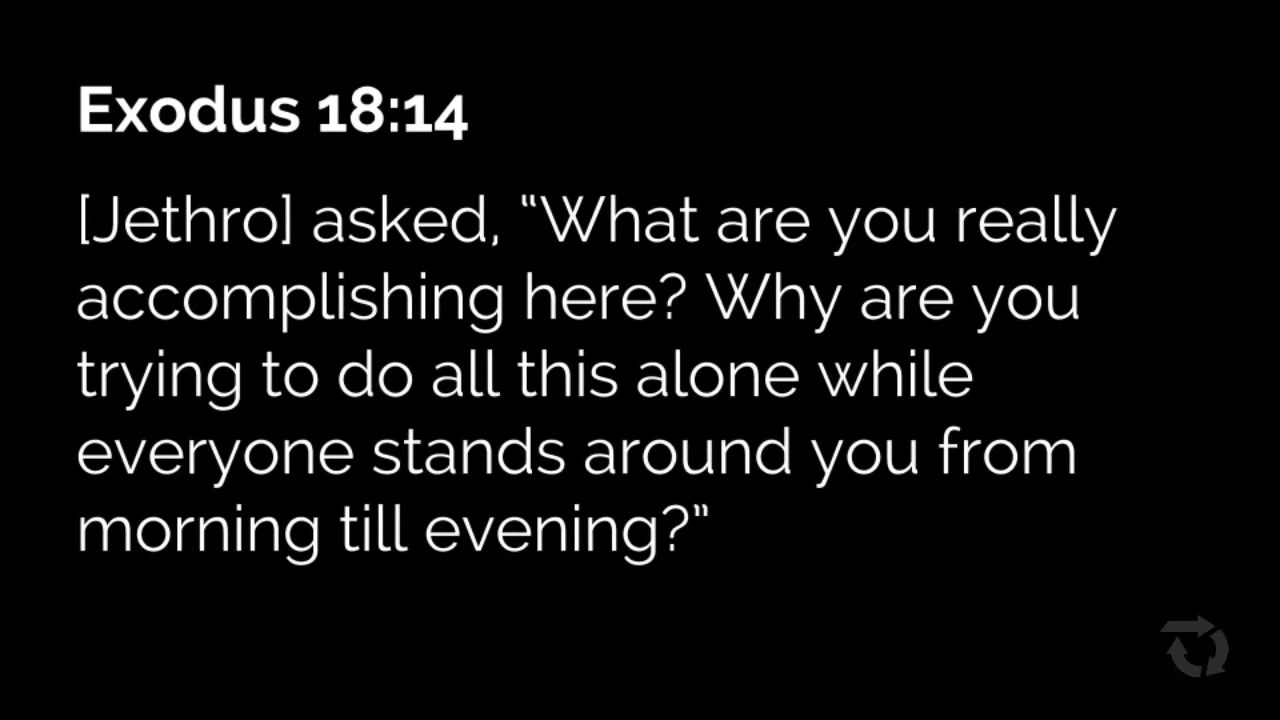 Exodus 18:14
[Jethro] asked, “What are you really
accomplishing here? Why are you
trying to do all this alone while
everyone stands around you from
morning till evening?”